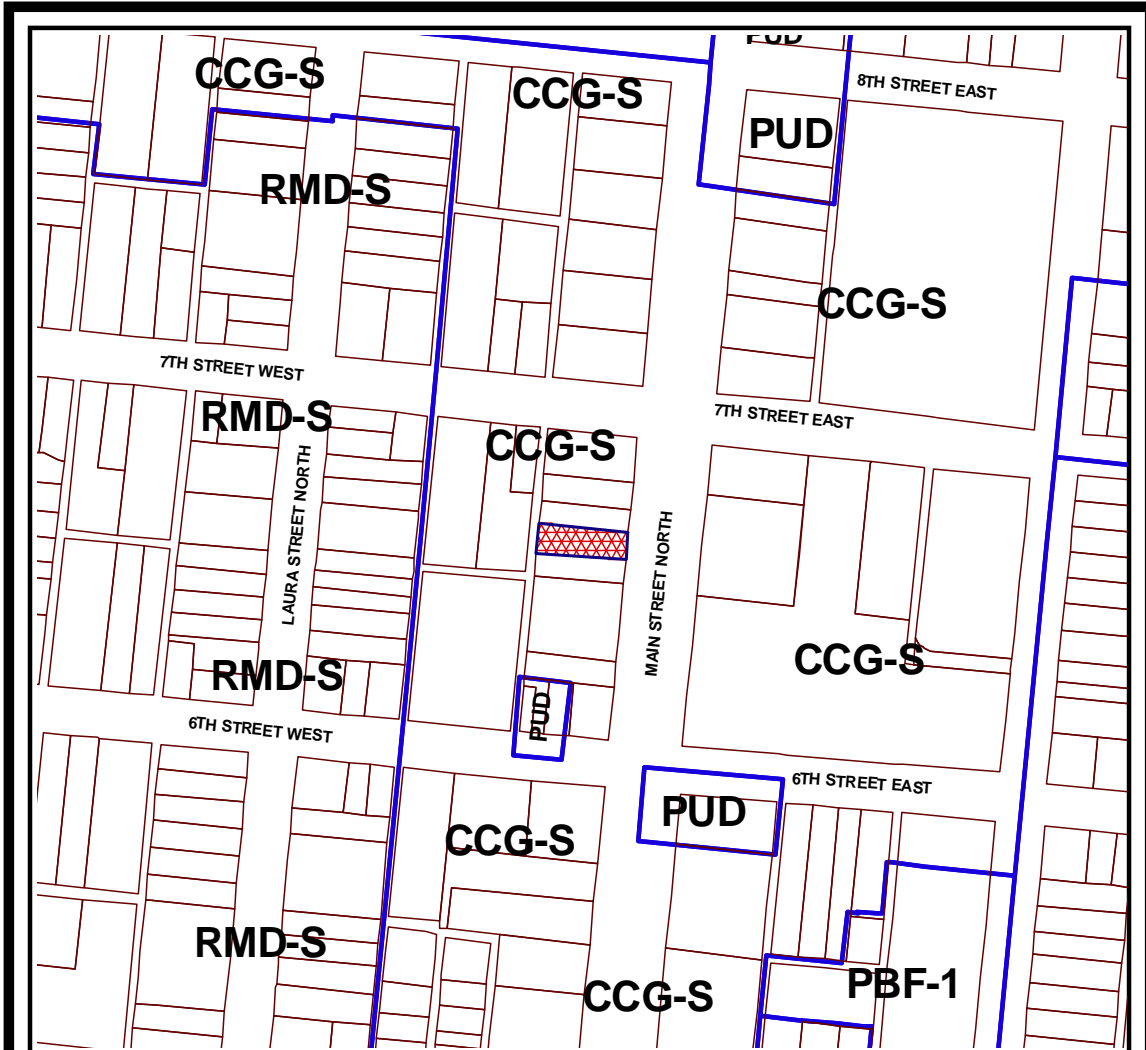 PUD
CCG-S
CCG-S
8TH STREET EAST
PUD
RMD-S
CCG-S
7TH STREET WEST
RMD-S
7TH STREET EAST
CCG-S
LAURA STREET NORTH
MAIN STREET NORTH
CCG-S
RMD-S
PUD
6TH STREET WEST
6TH STREET EAST
PUD
CCG-S
RMD-S
PBF-1
CCG-S